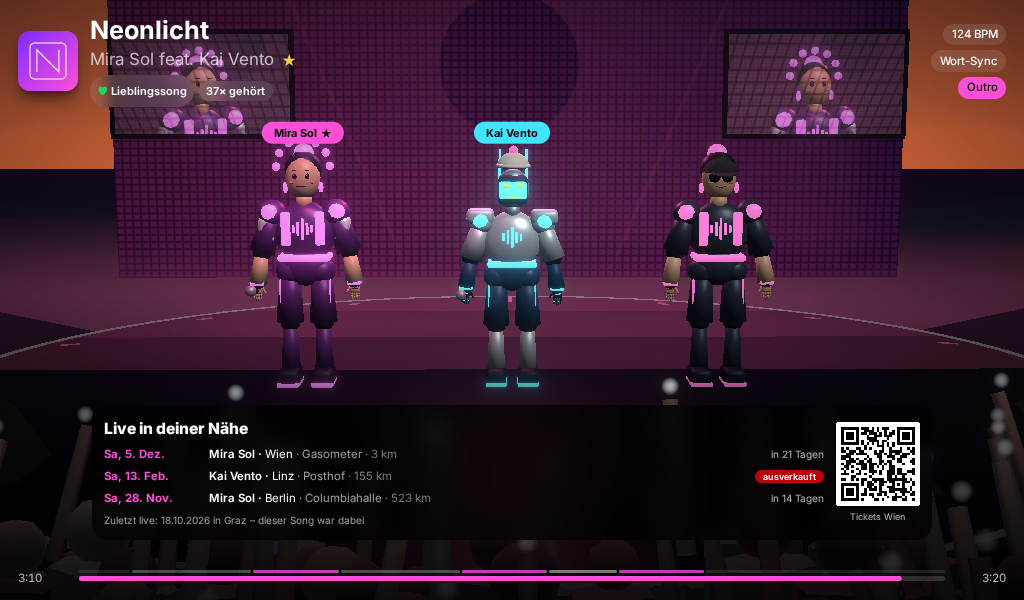 Neonlicht
Mira Sol feat. Kai Vento ★
Lieblingssong 37× gehört
124 BPM
Wort-Sync
Outro
Mira Sol ★
Kai Vento
Live in deiner Nähe
Sa, 5. Dez. Mira Sol · Wien · Gasometer · 3 km in 21 Tagen
Sa, 13. Feb. Kai Vento · Linz · Posthof · 155 km ausverkauft
Sa, 28. Nov. Mira Sol · Berlin · Columbiahalle · 523 km in 14 Tagen
Zuletzt live: 18.10.2026 in Graz – dieser Song war dabei
Tickets Wien
3:10
3:20